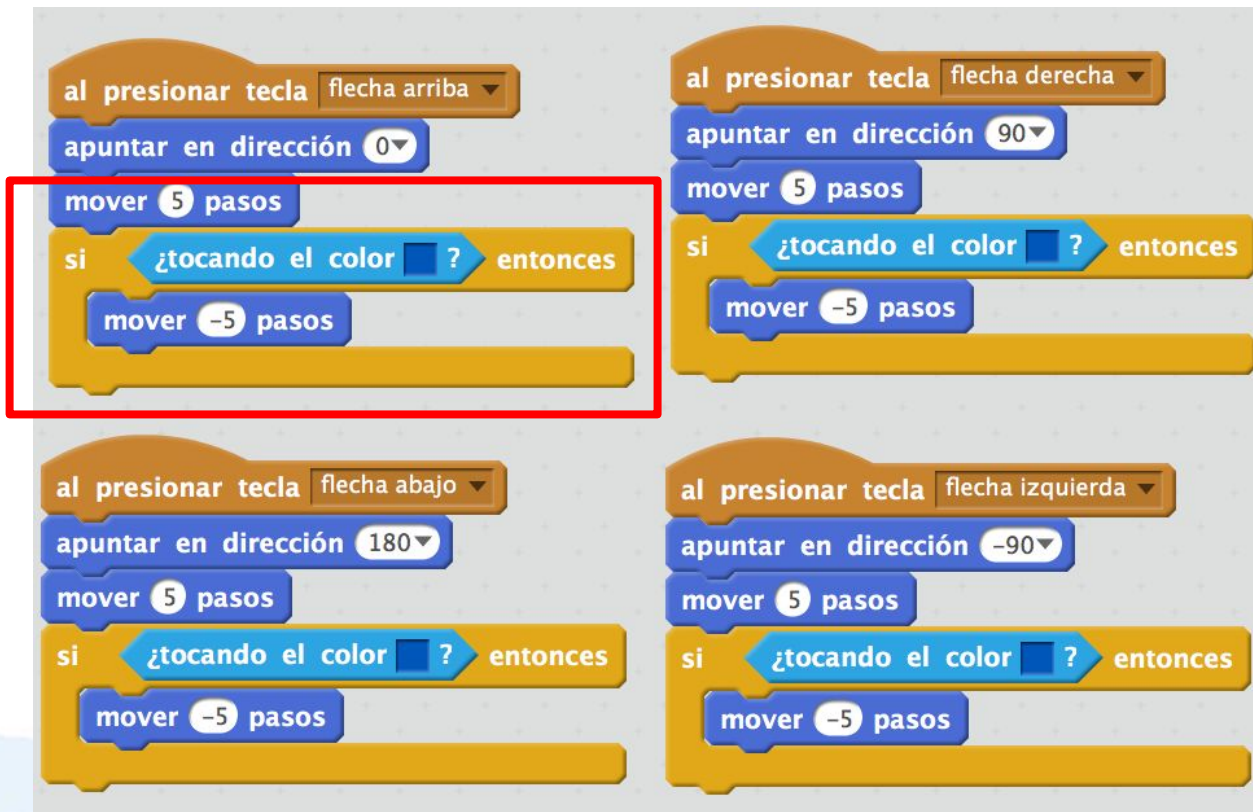 al presionar tecla flecha arriba
apuntar en dirección 0
mover 5 pasos
si ¿tocando el color ? entonces
mover -5 pasos
al presionar tecla flecha derecha
apuntar en dirección 90
mover 5 pasos
si ¿tocando el color ? entonces
mover -5 pasos
al presionar tecla flecha abajo
apuntar en dirección 180
mover 5 pasos
si ¿tocando el color ? entonces
mover -5 pasos
al presionar tecla flecha izquierda
apuntar en dirección -90
mover 5 pasos
si ¿tocando el color ? entonces
mover -5 pasos